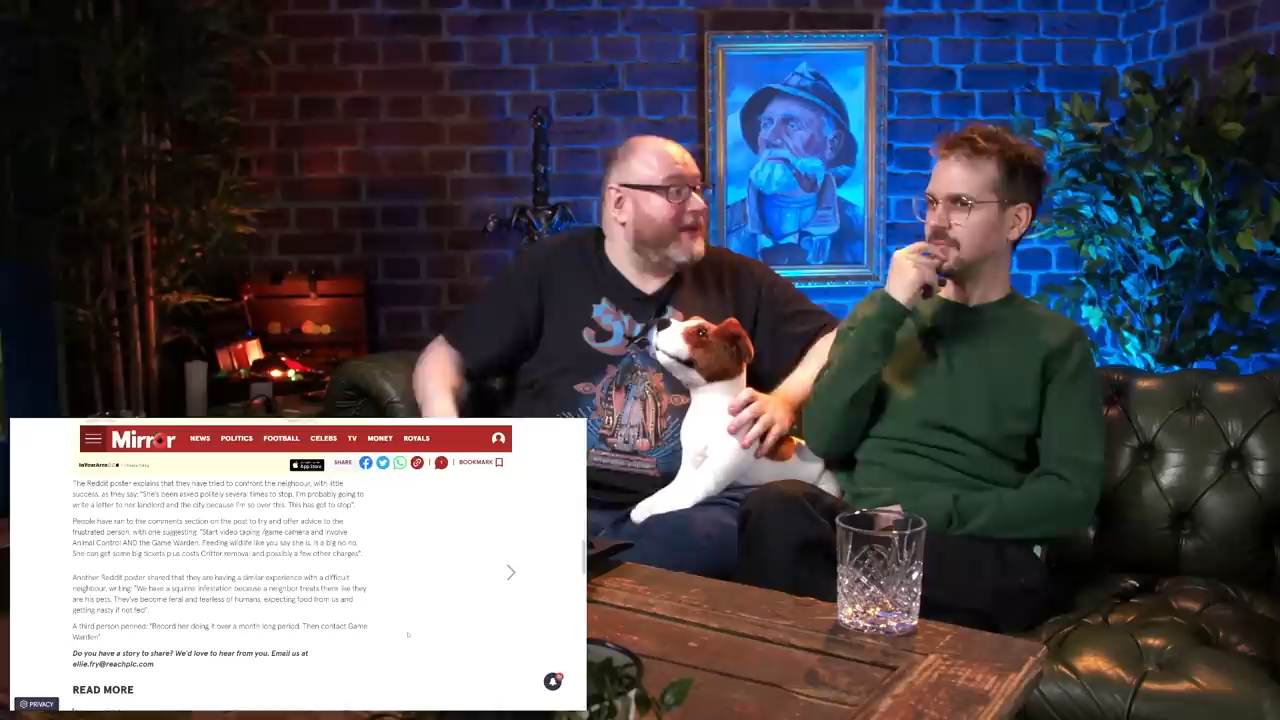 Mirror NEWS POLITICS FOOTBALL CELEBS TV MONEY ROYALS
InYourArea App Store SHARE BOOKMARK
The Reddit poster explains that they have tried to confront the neighbour, with little
success, as they say: "She's been asked politely several times to stop, I'm probably going to
write a letter to her landlord and the city because I'm so over this. This has got to stop".
People have ran to the comments section on the post to try and offer advice to the
frustrated person, with one suggesting: "Start video taping /game camera and involve
Animal Control AND the Game Warden. Feeding wildlife like you say she is. Is a big no no.
She can get some big tickets plus costs Critter removal and possibly a few other charges".
Another Reddit poster shared that they are having a similar experience with a difficult
neighbour, writing: "We have a squirrel infestation because a neighbor treats them like they
are his pets. They've become feral and fearless of humans, expecting food from us and
getting nasty if not fed".
A third person penned: "Record her doing it over a month long period. Then contact Game
Warden"
Do you have a story to share? We'd love to hear from you. Email us at
ellie.fry@reachplc.com
READ MORE
PRIVACY